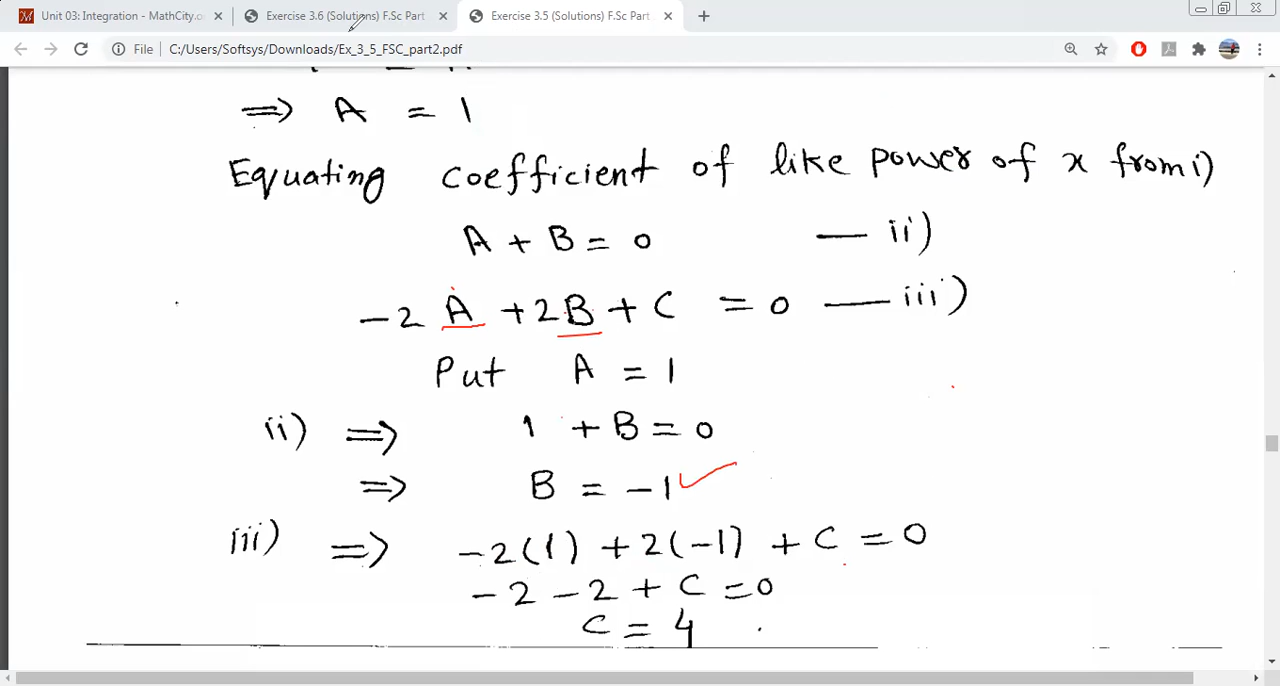 Unit 03: Integration - MathCity.o
Exercise 3.6 (Solutions) F.Sc Part
Exercise 3.5 (Solutions) F.Sc Part
File C:/Users/Softsys/Downloads/Ex_3_5_FSC_part2.pdf
⇒ A = 1
Equating coefficient of like power of x from i)
A + B = 0 — ii)
-2 A + 2B + C = 0 — iii)
Put A = 1
ii) ⇒ 1 + B = 0
⇒ B = -1 ✓
iii) ⇒ -2(1) + 2(-1) + C = 0
-2 - 2 + C = 0
C = 4